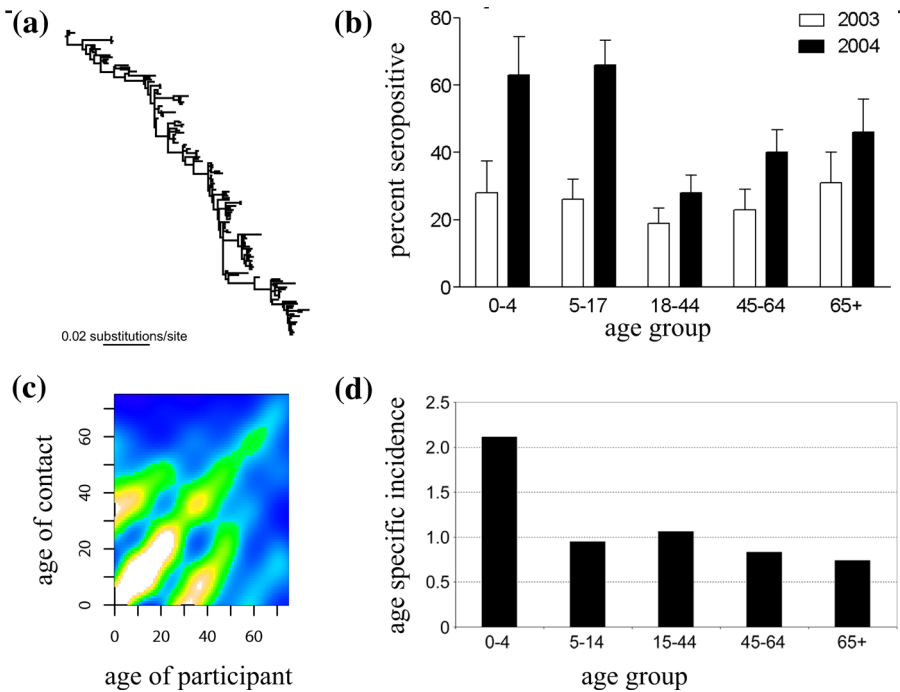 (a)
0.02 substitutions/site
(b)
2003
2004
percent seropositive
80
60
40
20
0
0-4 5-17 18-44 45-64 65+
age group
(c)
age of contact
60
40
20
0
0 20 40 60
age of participant
(d)
age specific incidence
2.5
2.0
1.5
1.0
0.5
0
0-4 5-14 15-44 45-64 65+
age group